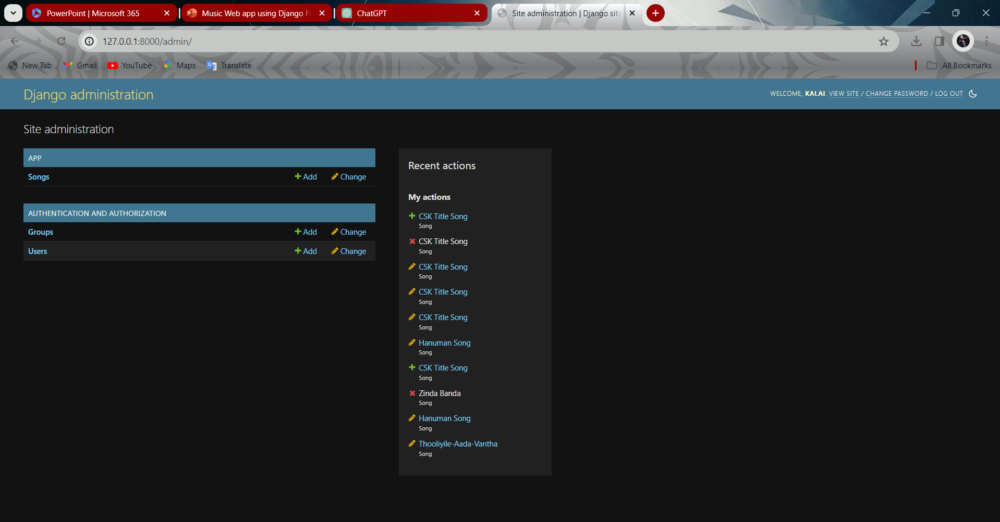 PowerPoint | Microsoft 365
Music Web app using Django F
ChatGPT
Site administration | Django site
127.0.0.1:8000/admin/
New Tab
Gmail
YouTube
Maps
Translate
All Bookmarks
Django administration
WELCOME, KALAI. VIEW SITE / CHANGE PASSWORD / LOG OUT
Site administration
APP
Songs Add Change
AUTHENTICATION AND AUTHORIZATION
Groups Add Change
Users Add Change
Recent actions
My actions
CSK Title Song
Song
CSK Title Song
Song
CSK Title Song
Song
CSK Title Song
Song
CSK Title Song
Song
Hanuman Song
Song
CSK Title Song
Song
Zinda Banda
Song
Hanuman Song
Song
Thooliyile-Aada-Vantha
Song